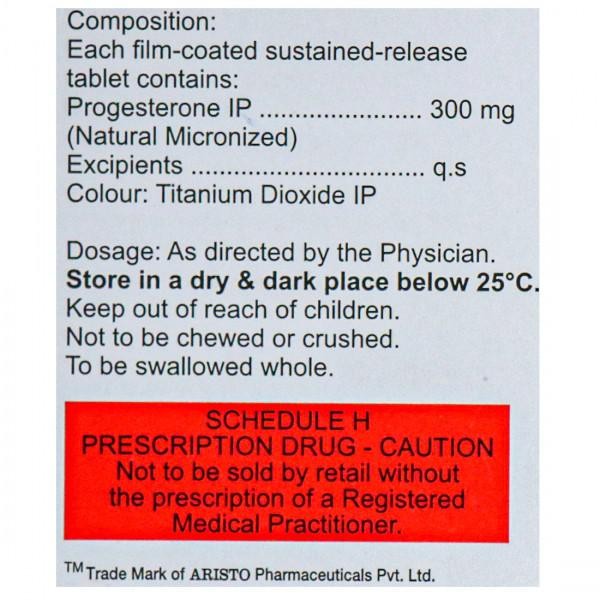 Composition:
Each film-coated sustained-release
tablet contains:
Progesterone IP ....................... 300 mg
(Natural Micronized)
Excipients ................................. q.s
Colour: Titanium Dioxide IP
Dosage: As directed by the Physician.
Store in a dry & dark place below 25°C.
Keep out of reach of children.
Not to be chewed or crushed.
To be swallowed whole.
SCHEDULE H
PRESCRIPTION DRUG - CAUTION
Not to be sold by retail without
the prescription of a Registered
Medical Practitioner.
TM Trade Mark of ARISTO Pharmaceuticals Pvt. Ltd.